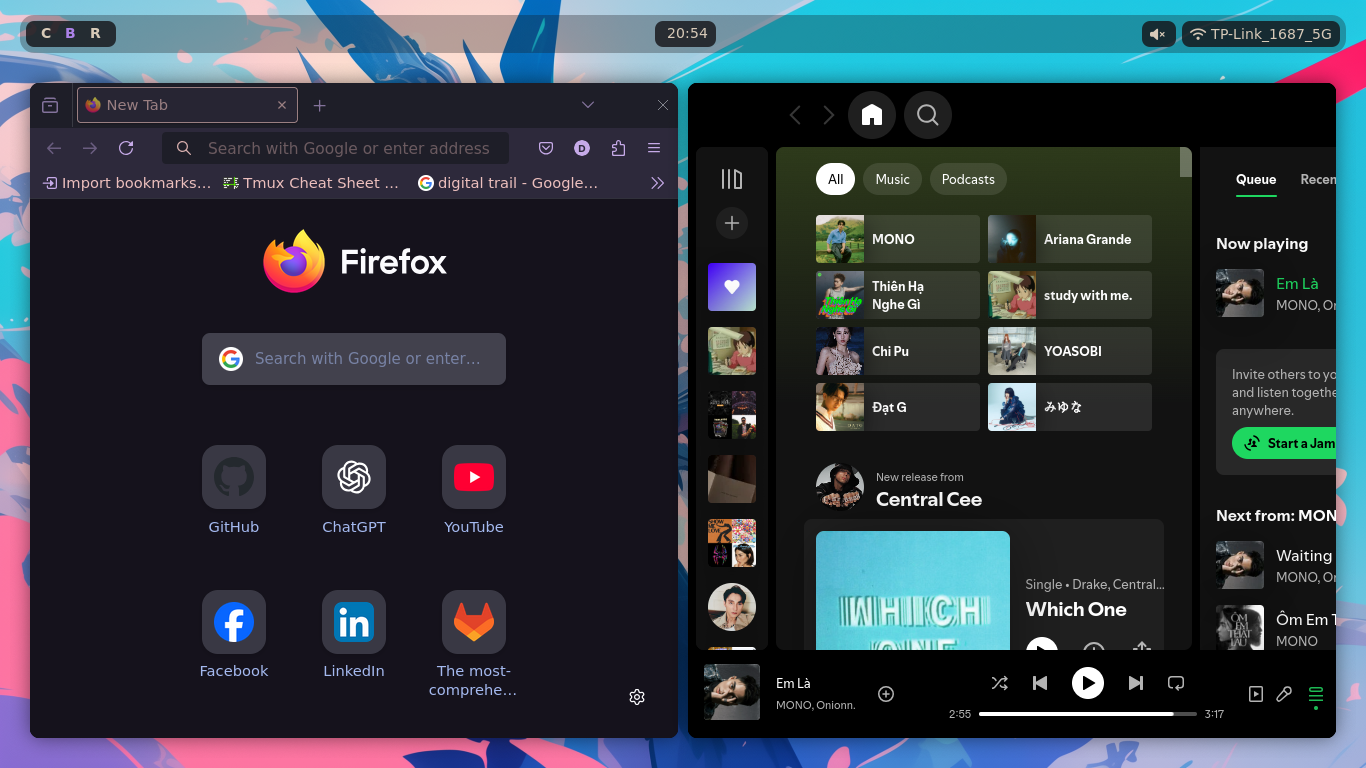 C B R
20:54
TP-Link_1687_5G
New Tab
Search with Google or enter address
D
Import bookmarks…
Tmux Cheat Sheet …
digital trail - Google…
Firefox
Search with Google or enter…
GitHub
ChatGPT
YouTube
Facebook
LinkedIn
The most-
comprehe…
All
Music
Podcasts
MONO
Ariana Grande
Thiên Hạ
Nghe Gì
study with me.
Chi Pu
YOASOBI
Đạt G
みゆな
New release from
Central Cee
Single • Drake, Central...
Which One
WHICH
ONE
Queue
Recen
Now playing
Em Là
MONO, On
Invite others to yo
and listen togethe
anywhere.
Start a Jam
Next from: MON
Waiting
MONO, On
Ôm Em T
MONO
ÔM
EM
THẬT
LÂU
Em Là
MONO, Onionn.
2:55
3:17